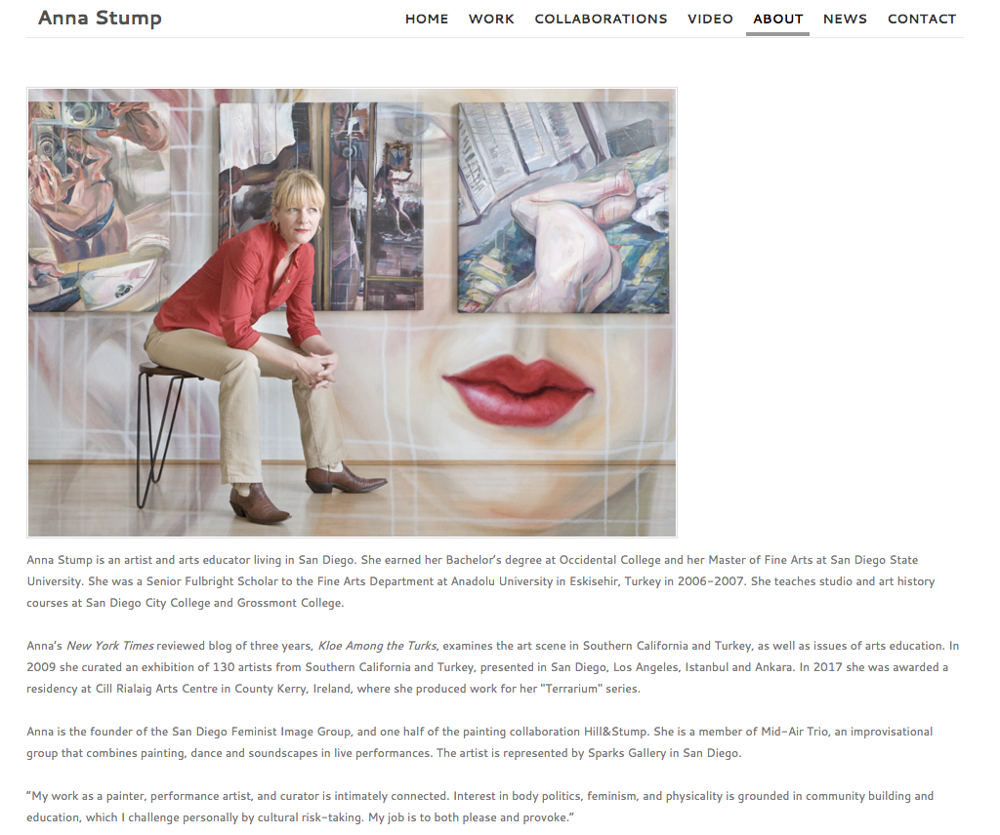 Anna Stump
HOME WORK COLLABORATIONS VIDEO ABOUT NEWS CONTACT
Anna Stump is an artist and arts educator living in San Diego. She earned her Bachelor's degree at Occidental College and her Master of Fine Arts at San Diego State
University. She was a Senior Fulbright Scholar to the Fine Arts Department at Anadolu University in Eskisehir, Turkey in 2006-2007. She teaches studio and art history
courses at San Diego City College and Grossmont College.
Anna's New York Times reviewed blog of three years, Kloe Among the Turks, examines the art scene in Southern California and Turkey, as well as issues of arts education. In
2009 she curated an exhibition of 130 artists from Southern California and Turkey, presented in San Diego, Los Angeles, Istanbul and Ankara. In 2017 she was awarded a
residency at Cill Rialaig Arts Centre in County Kerry, Ireland, where she produced work for her "Terrarium" series.
Anna is the founder of the San Diego Feminist Image Group, and one half of the painting collaboration Hill&Stump. She is a member of Mid-Air Trio, an improvisational
group that combines painting, dance and soundscapes in live performances. The artist is represented by Sparks Gallery in San Diego.
"My work as a painter, performance artist, and curator is intimately connected. Interest in body politics, feminism, and physicality is grounded in community building and
education, which I challenge personally by cultural risk-taking. My job is to both please and provoke."